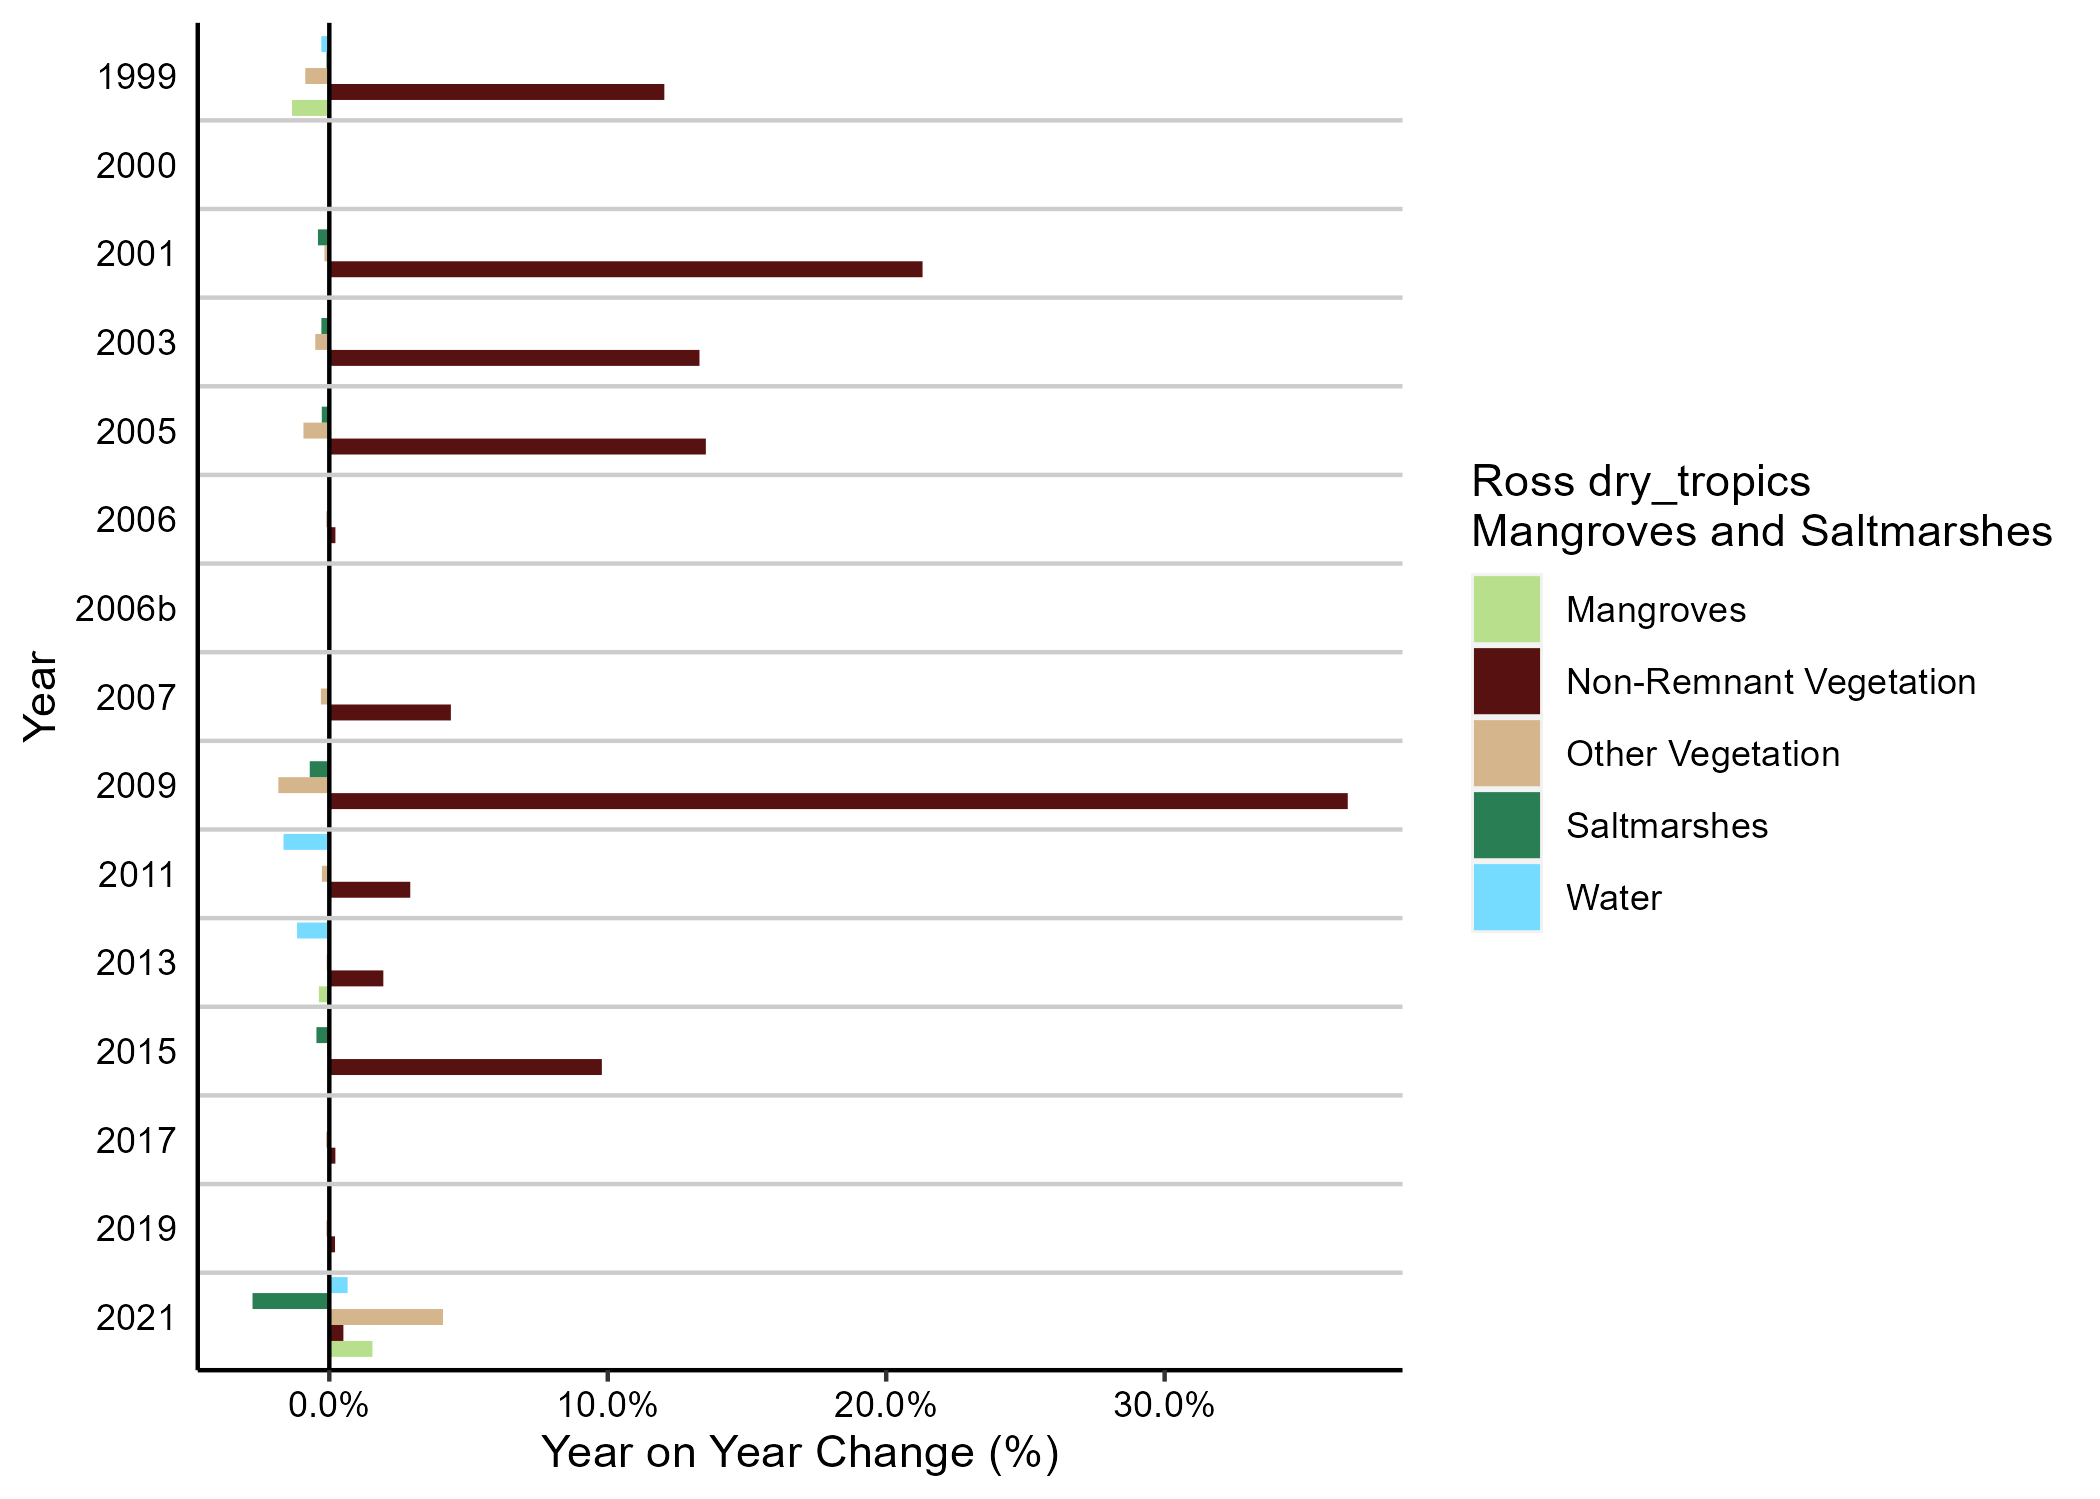 1999
2000
2001
2003
2005
2006
2006b
2007
2009
2011
2013
2015
2017
2019
2021
Year
0.0%
10.0%
20.0%
30.0%
Year on Year Change (%)
Ross dry_tropics
Mangroves and Saltmarshes
Mangroves
Non-Remnant Vegetation
Other Vegetation
Saltmarshes
Water